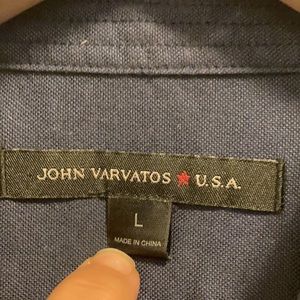 JOHN VARVATOS ★ U.S.A.
L
MADE IN CHINA